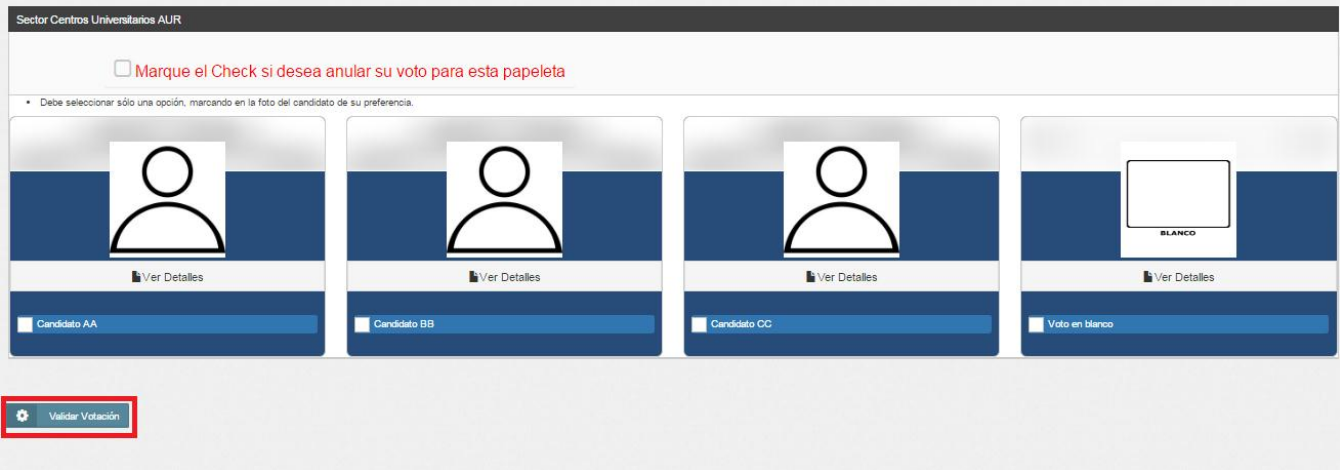 Sector Centros Universitarios AUR
Marque el Check si desea anular su voto para esta papeleta
• Debe seleccionar sólo una opción, marcando en la foto del candidato de su preferencia.
BLANCO
Ver Detalles Ver Detalles Ver Detalles Ver Detalles
Candidato AA Candidato BB Candidato CC Voto en blanco
Validar Votación